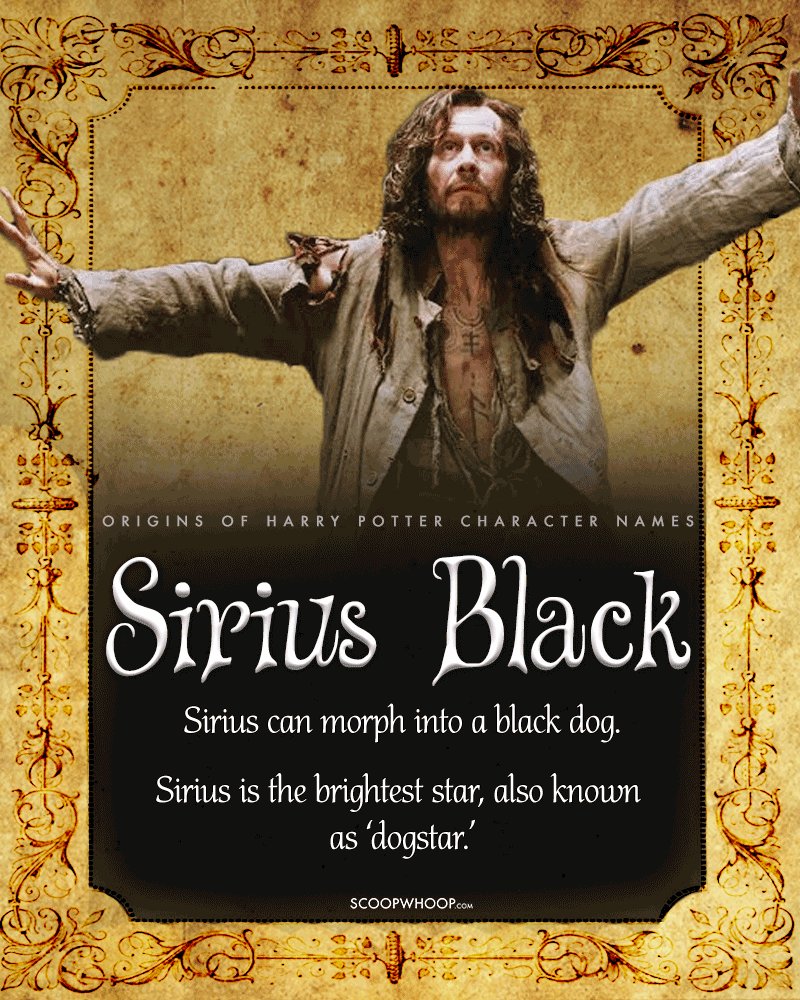 ORIGINS OF HARRY POTTER CHARACTER NAMES
Sirius Black
Sirius can morph into a black dog.
Sirius is the brightest star, also known
as ‘dogstar.’
SCOOPWHOOP.COM